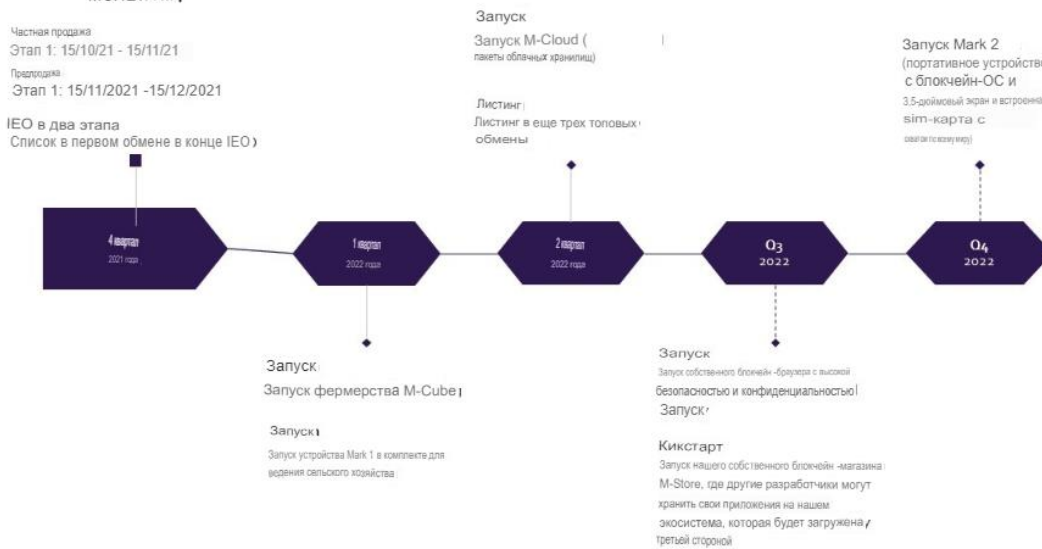 Частная продажа
Этап 1: 15/10/21 - 15/11/21
Предпродажа
Этап 1: 15/11/2021 -15/12/2021
IEO в два этапа
Список в первом обмене в конце IEO)
4 квартал
2021 года
Запуск
Запуск фермерства M-Cube
Запуск
Запуск устройства Mark 1 в комплекте для
ведения сельского хозяйства
1 квартал
2022 года
Запуск
Запуск M-Cloud (
пакеты облачных хранилищ)
Листинг
Листинг в еще трех топовых
обмены
2 квартал
2022 года
Q3
2022
Запуск
Запуск собственного блокчейн -браузера с высокой
безопасностью и конфиденциальностью
Запуск
Кикстарт
Запуск нашего собственного блокчейн -магазина
M-Store, где другие разработчики могут
хранить свои приложения на нашем
экосистема, которая будет загружена
третьей стороной
Запуск Mark 2
(портативное устройство
с блокчейн-ОС и
3,5-дюймовый экран и встроенна
sim-карта с
Q4
2022